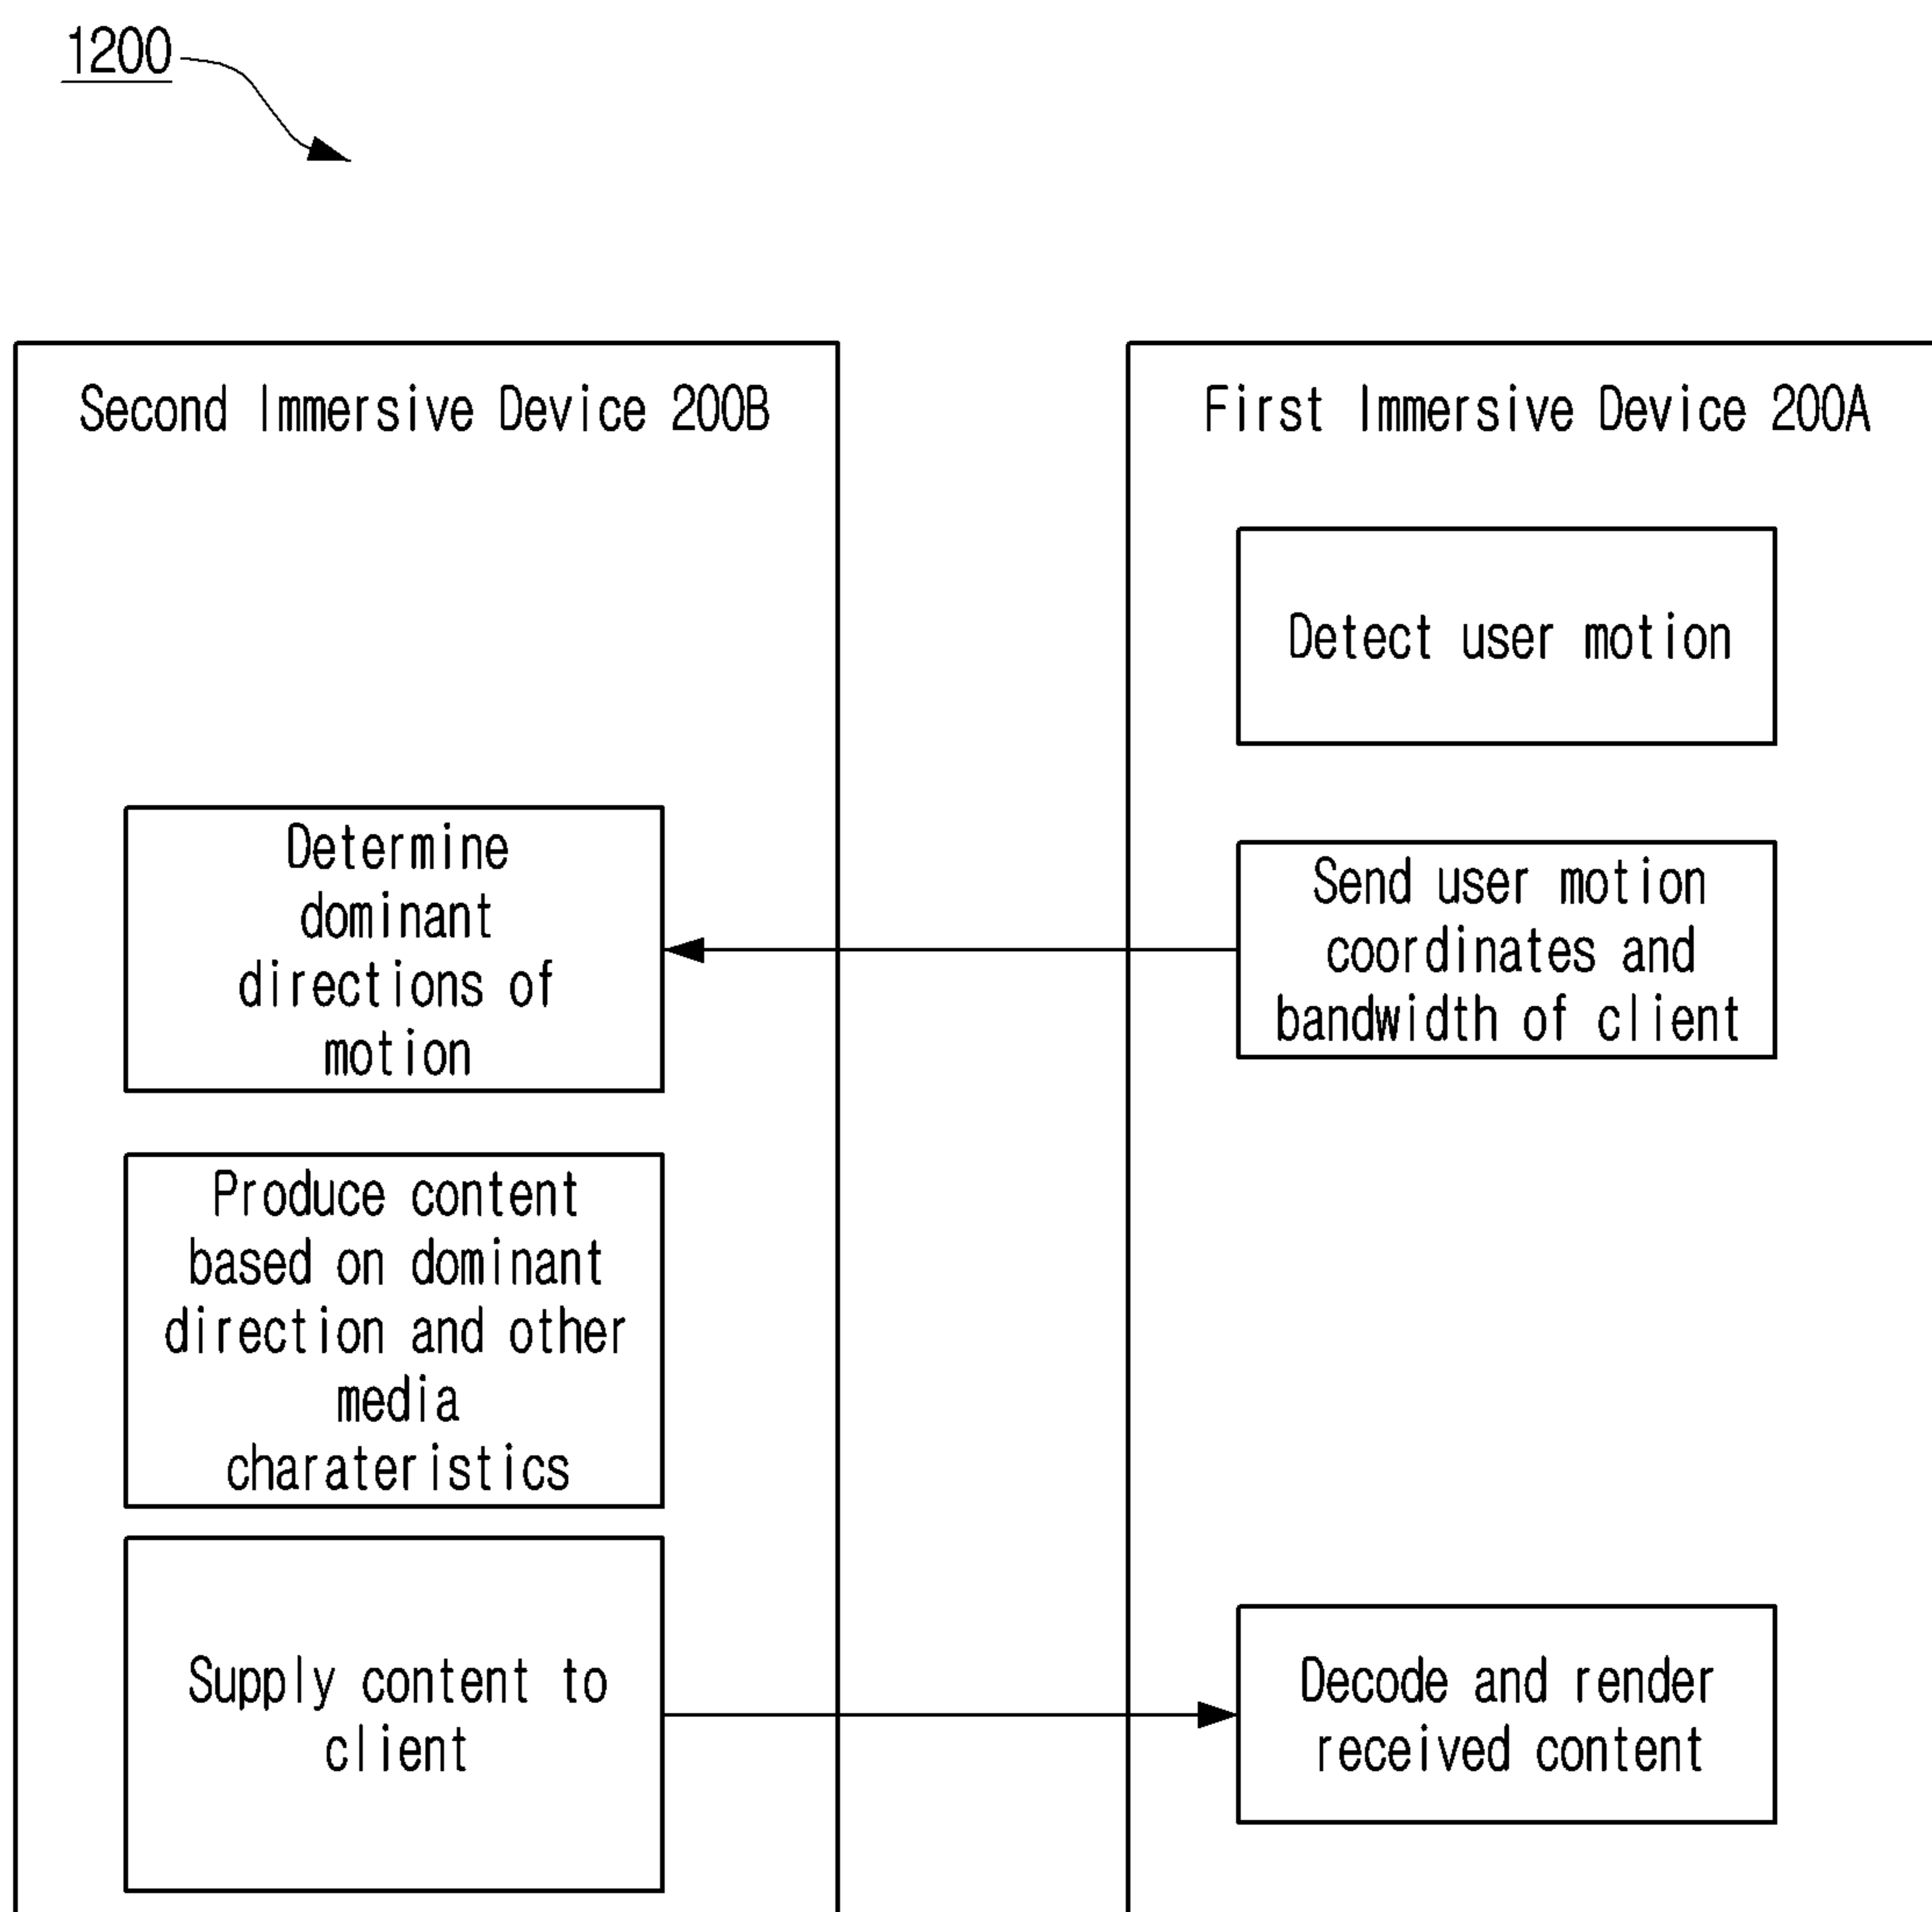 1200
Second Immersive Device 200B
First Immersive Device 200A
Detect user motion
Send user motion
coordinates and
bandwidth of client
Determine
dominant
directions of
motion
Produce content
based on dominant
direction and other
media
charateristics
Supply content to
client
Decode and render
received content